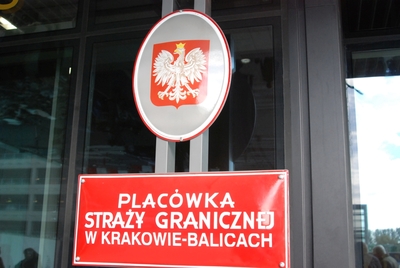 PLACÓWKA
STRAŻY GRANICZNEJ
W KRAKOWIE-BALICACH